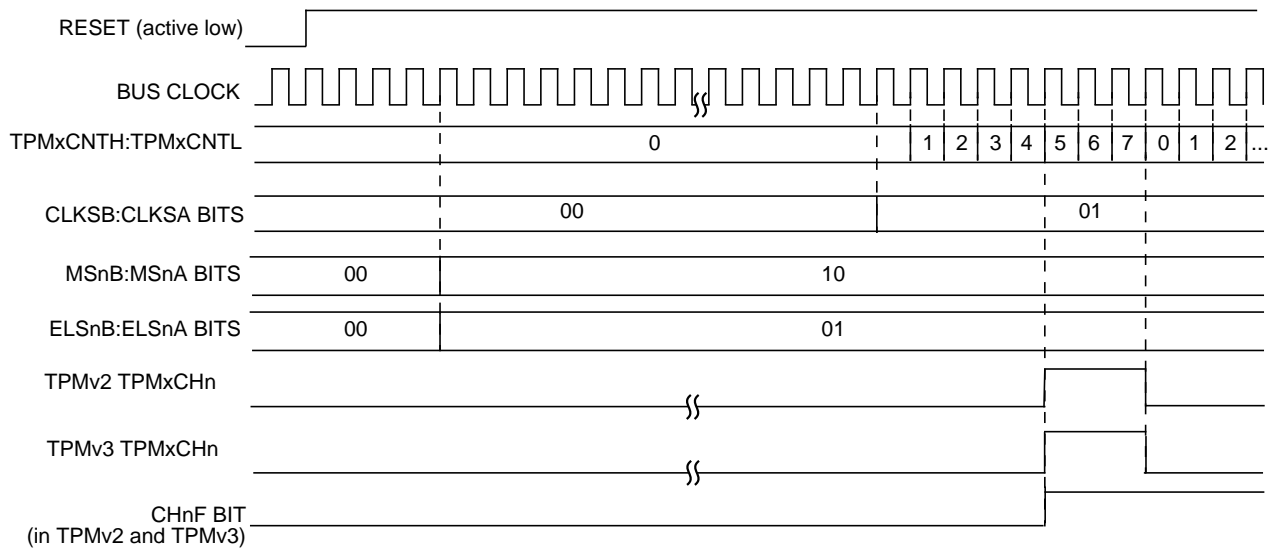 RESET (active low)
BUS CLOCK
TPMxCNTH:TPMxCNTL 0 1 2 3 4 5 6 7 0 1 2 ...
CLKSB:CLKSA BITS 00 01
MSnB:MSnA BITS 00 10
ELSnB:ELSnA BITS 00 01
TPMv2 TPMxCHn
TPMv3 TPMxCHn
CHnF BIT
(in TPMv2 and TPMv3)